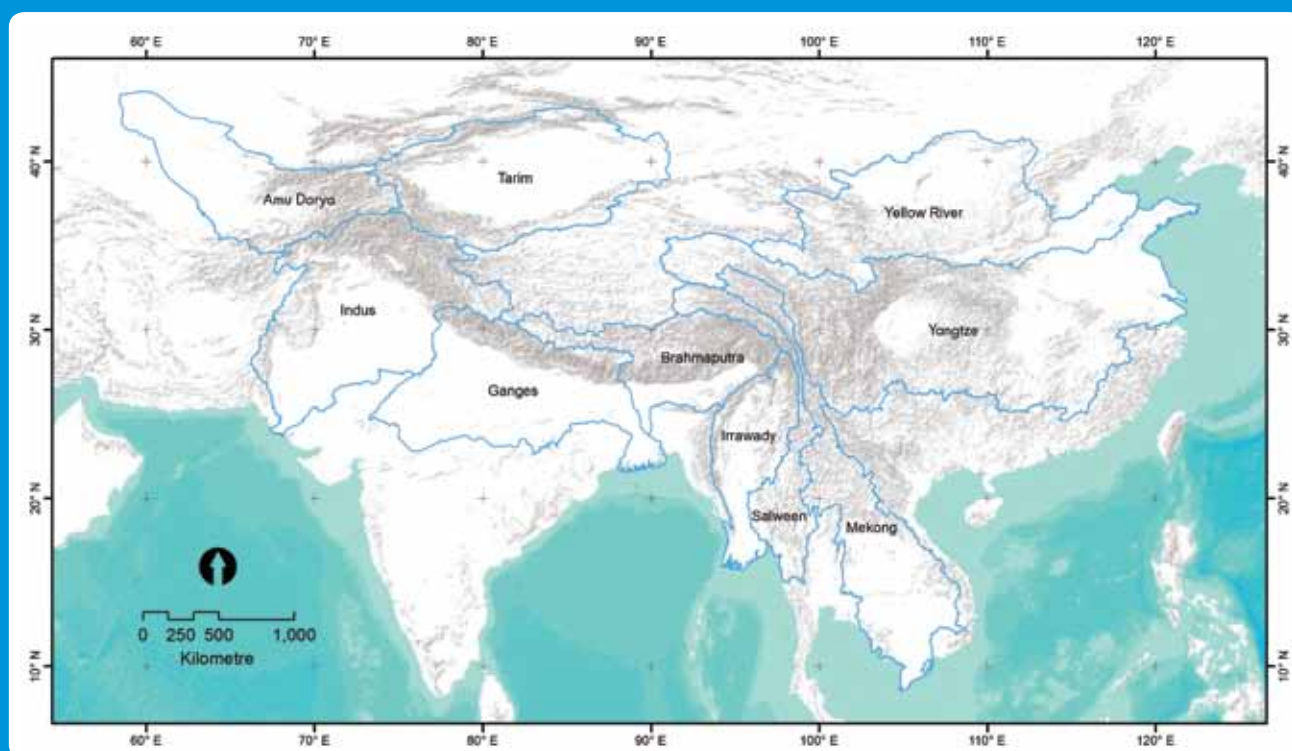 60° E 70° E 80° E 90° E 100° E 110° E 120° E
40° N 40° N
Tarim
Amu Darya
Yellow River
Indus
30° N 30° N
Yangtze
Brahmaputra
Ganges
Irrawady
20° N 20° N
Salween
Mekong
0 250 500 1,000
Kilometre
10° N 10° N
60° E 70° E 80° E 90° E 100° E 110° E 120° E